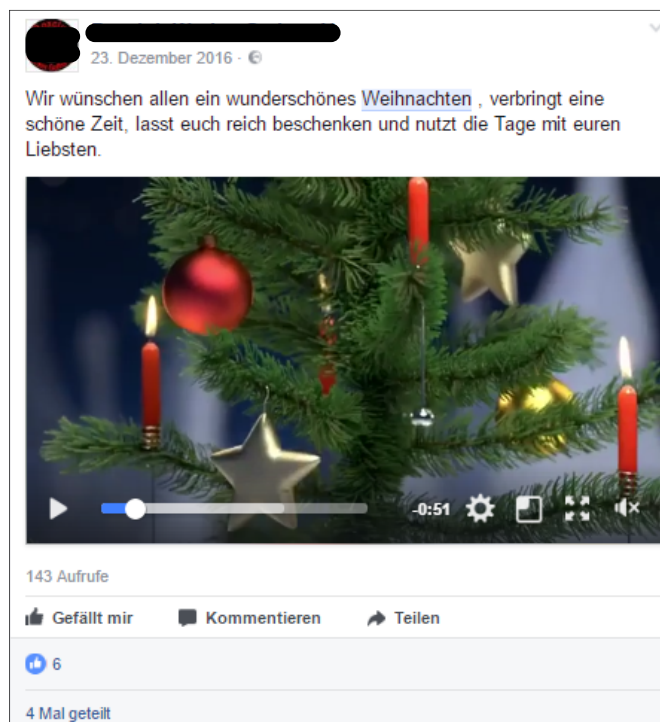 23. Dezember 2016 ·
Wir wünschen allen ein wunderschönes Weihnachten , verbringt eine
schöne Zeit, lasst euch reich beschenken und nutzt die Tage mit euren
Liebsten.
-0:51
143 Aufrufe
Gefällt mir Kommentieren Teilen
6
4 Mal geteilt